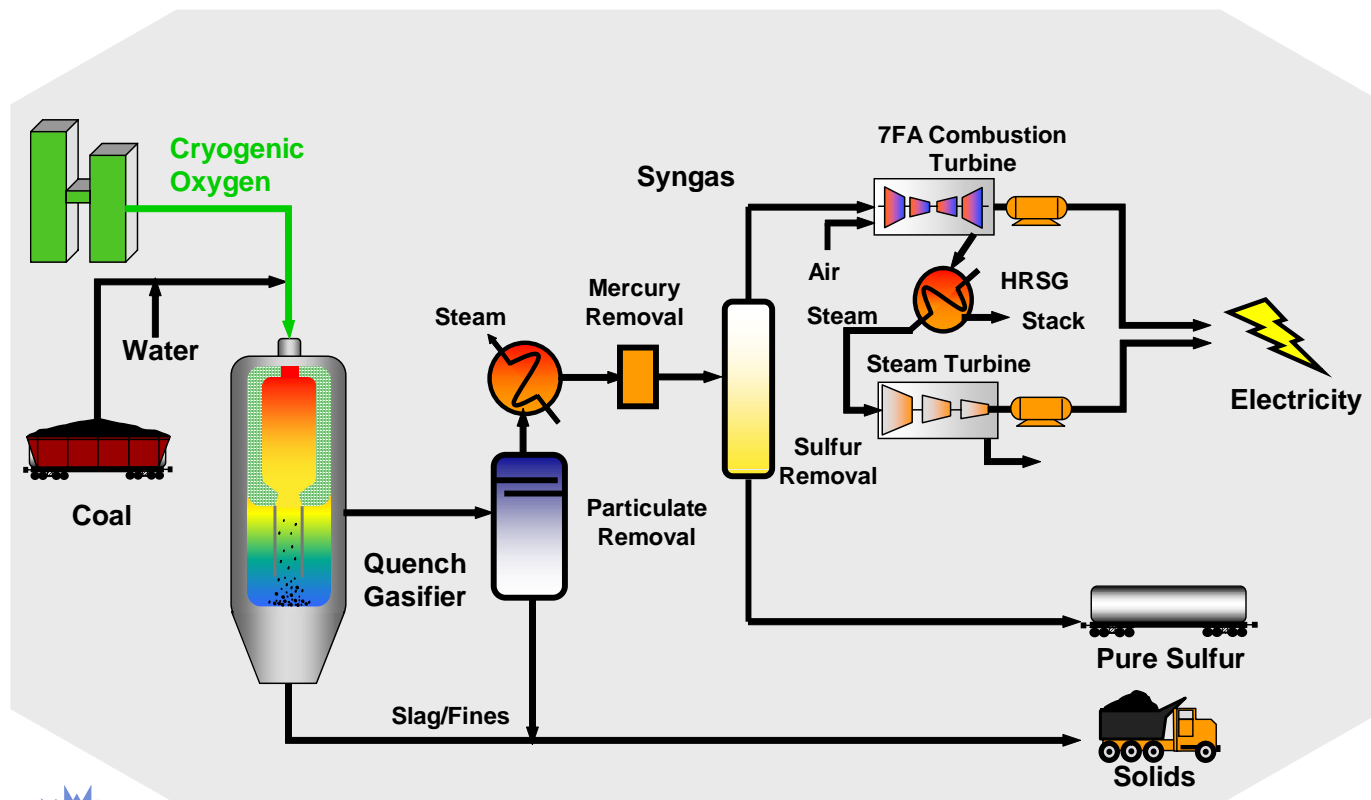 7FA Combustion
Turbine
Cryogenic
Oxygen
Syngas
Air
HRSG
Mercury
Removal
Steam
Steam
Stack
Water
Steam Turbine
Electricity
Sulfur
Removal
Coal
Particulate
Removal
Quench
Gasifier
Pure Sulfur
Slag/Fines
Solids